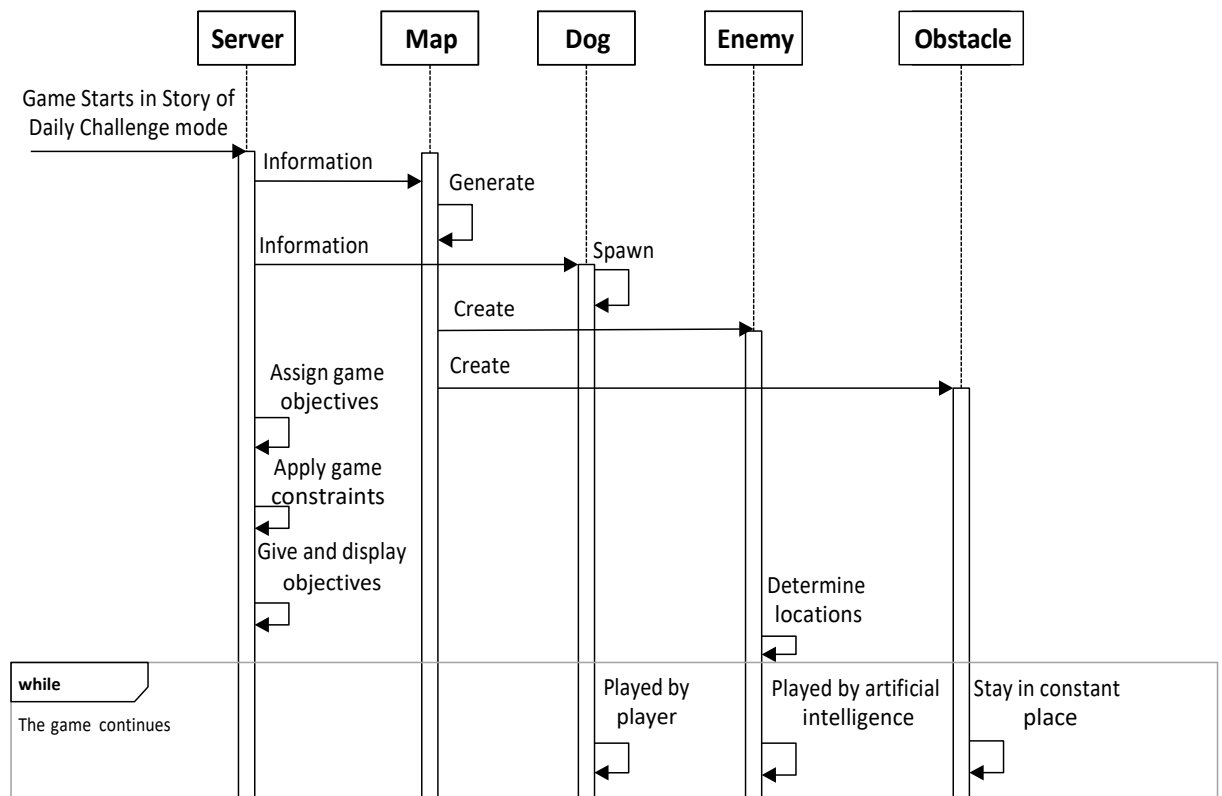 Server
Map
Dog
Enemy
Obstacle
Game Starts in Story of
Daily Challenge mode
Information
Generate
Information
Spawn
Create
Create
Assign game
objectives
Apply game
constraints
Give and display
objectives
Determine
locations
while
The game continues
Played by
player
Played by artificial
intelligence
Stay in constant
place